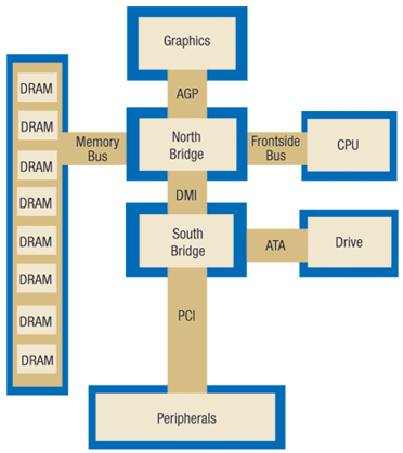 Graphics
AGP
DRAM
DRAM
DRAM
DRAM
DRAM
DRAM
DRAM
DRAM
Memory
Bus
North
Bridge
Frontside
Bus
CPU
DMI
South
Bridge
ATA
Drive
PCI
Peripherals